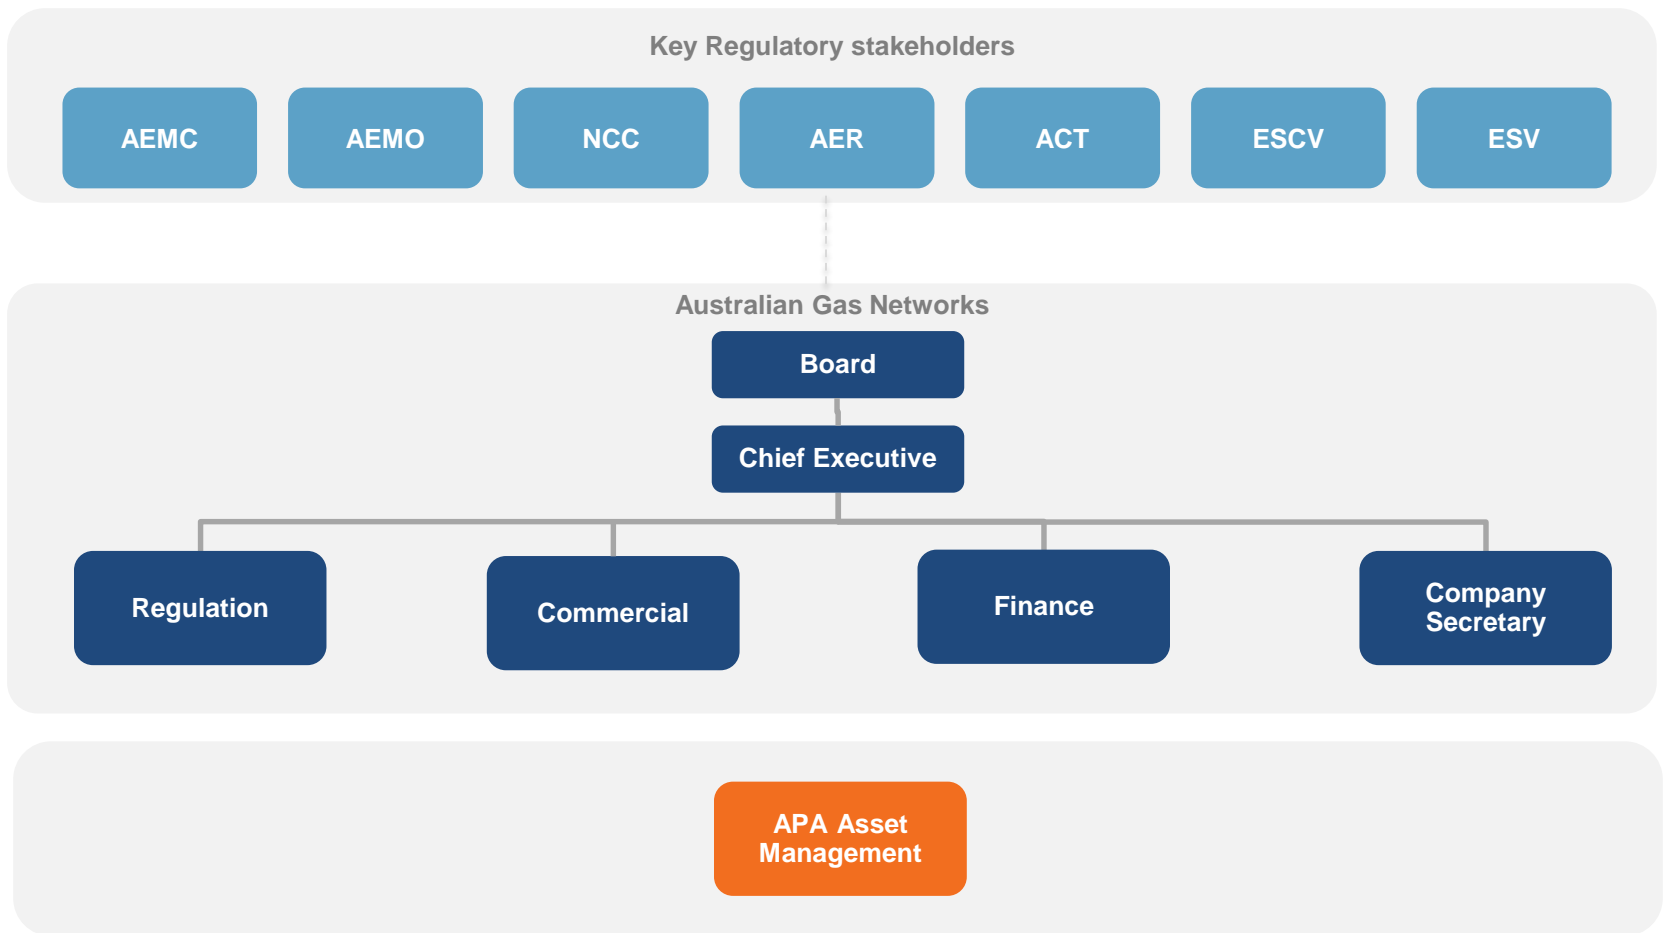 Key Regulatory stakeholders
AEMC
AEMO
NCC
AER
ACT
ESCV
ESV
Australian Gas Networks
Board
Chief Executive
Regulation
Commercial
Finance
Company
Secretary
APA Asset
Management